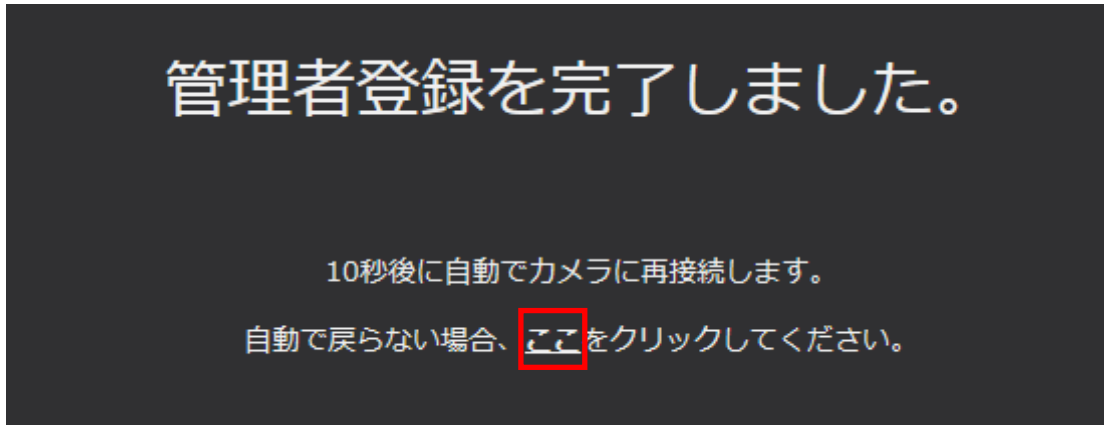 管理者登録を完了しました。
10秒後に自動でカメラに再接続します。
自動で戻らない場合、ここをクリックしてください。